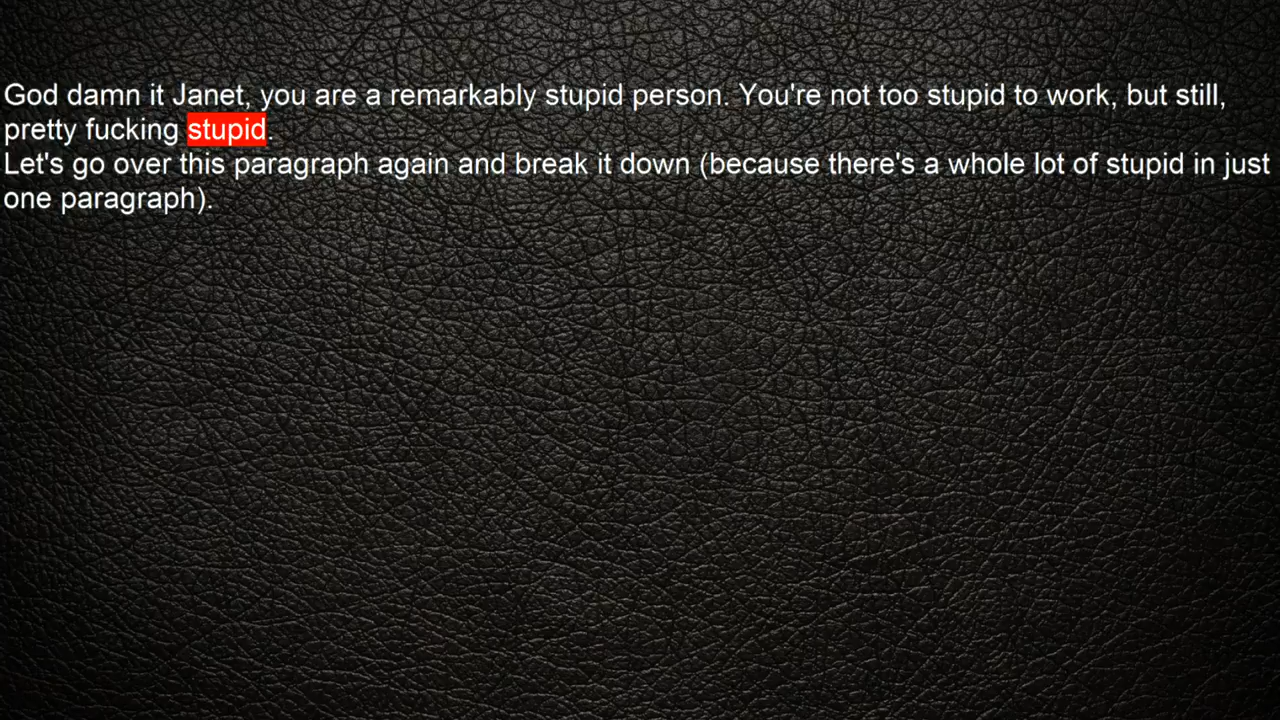 God damn it Janet, you are a remarkably stupid person. You're not too stupid to work, but still,
pretty fucking stupid.
Let's go over this paragraph again and break it down (because there's a whole lot of stupid in just
one paragraph).